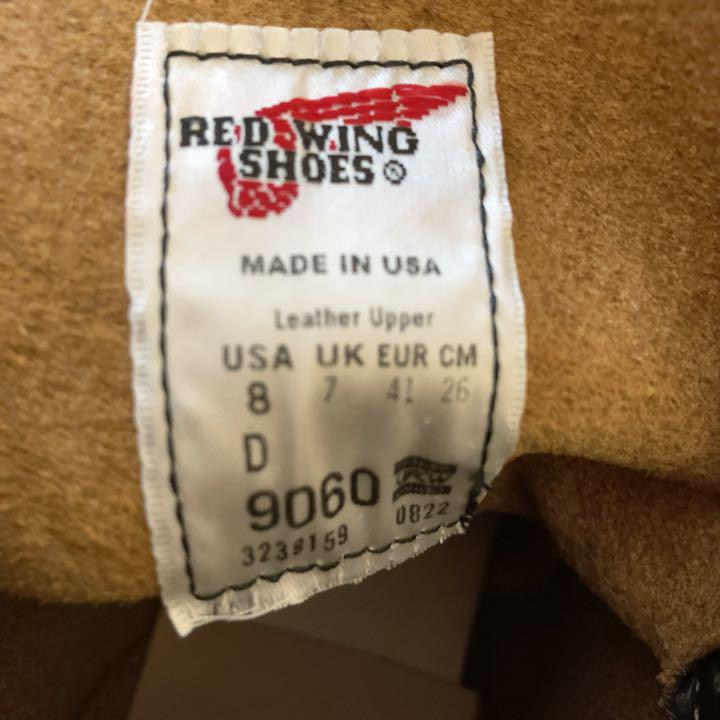 RED WING
SHOES®
MADE IN USA
Leather Upper
USA UK EUR CM
8 7 41 26
D
9060
UFCW
3238159 0822